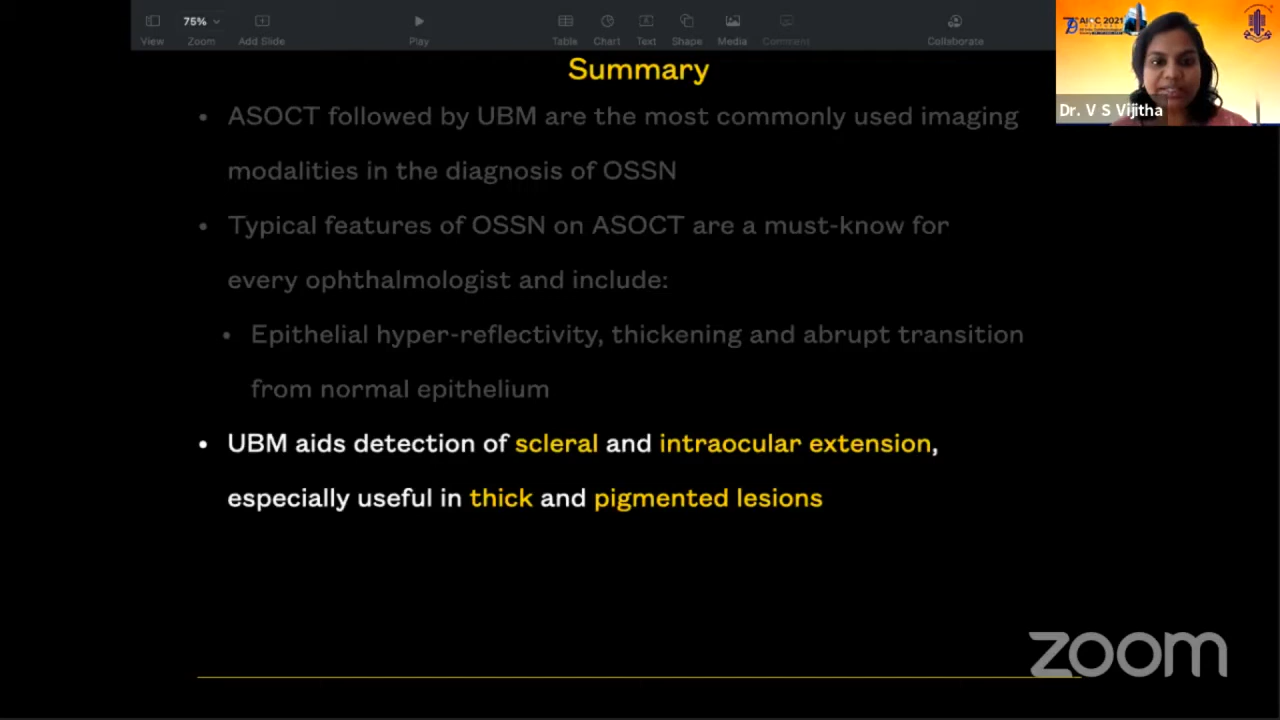 View
75%
Zoom
Add Slide
Play
Table
Chart
Text
Shape
Media
Comment
Collaborate
AIOC 2021
Dr. V S Vijitha
Summary
• ASOCT followed by UBM are the most commonly used imaging
modalities in the diagnosis of OSSN
• Typical features of OSSN on ASOCT are a must-know for
every ophthalmologist and include:
• Epithelial hyper-reflectivity, thickening and abrupt transition
from normal epithelium
• UBM aids detection of scleral and intraocular extension,
especially useful in thick and pigmented lesions
zoom